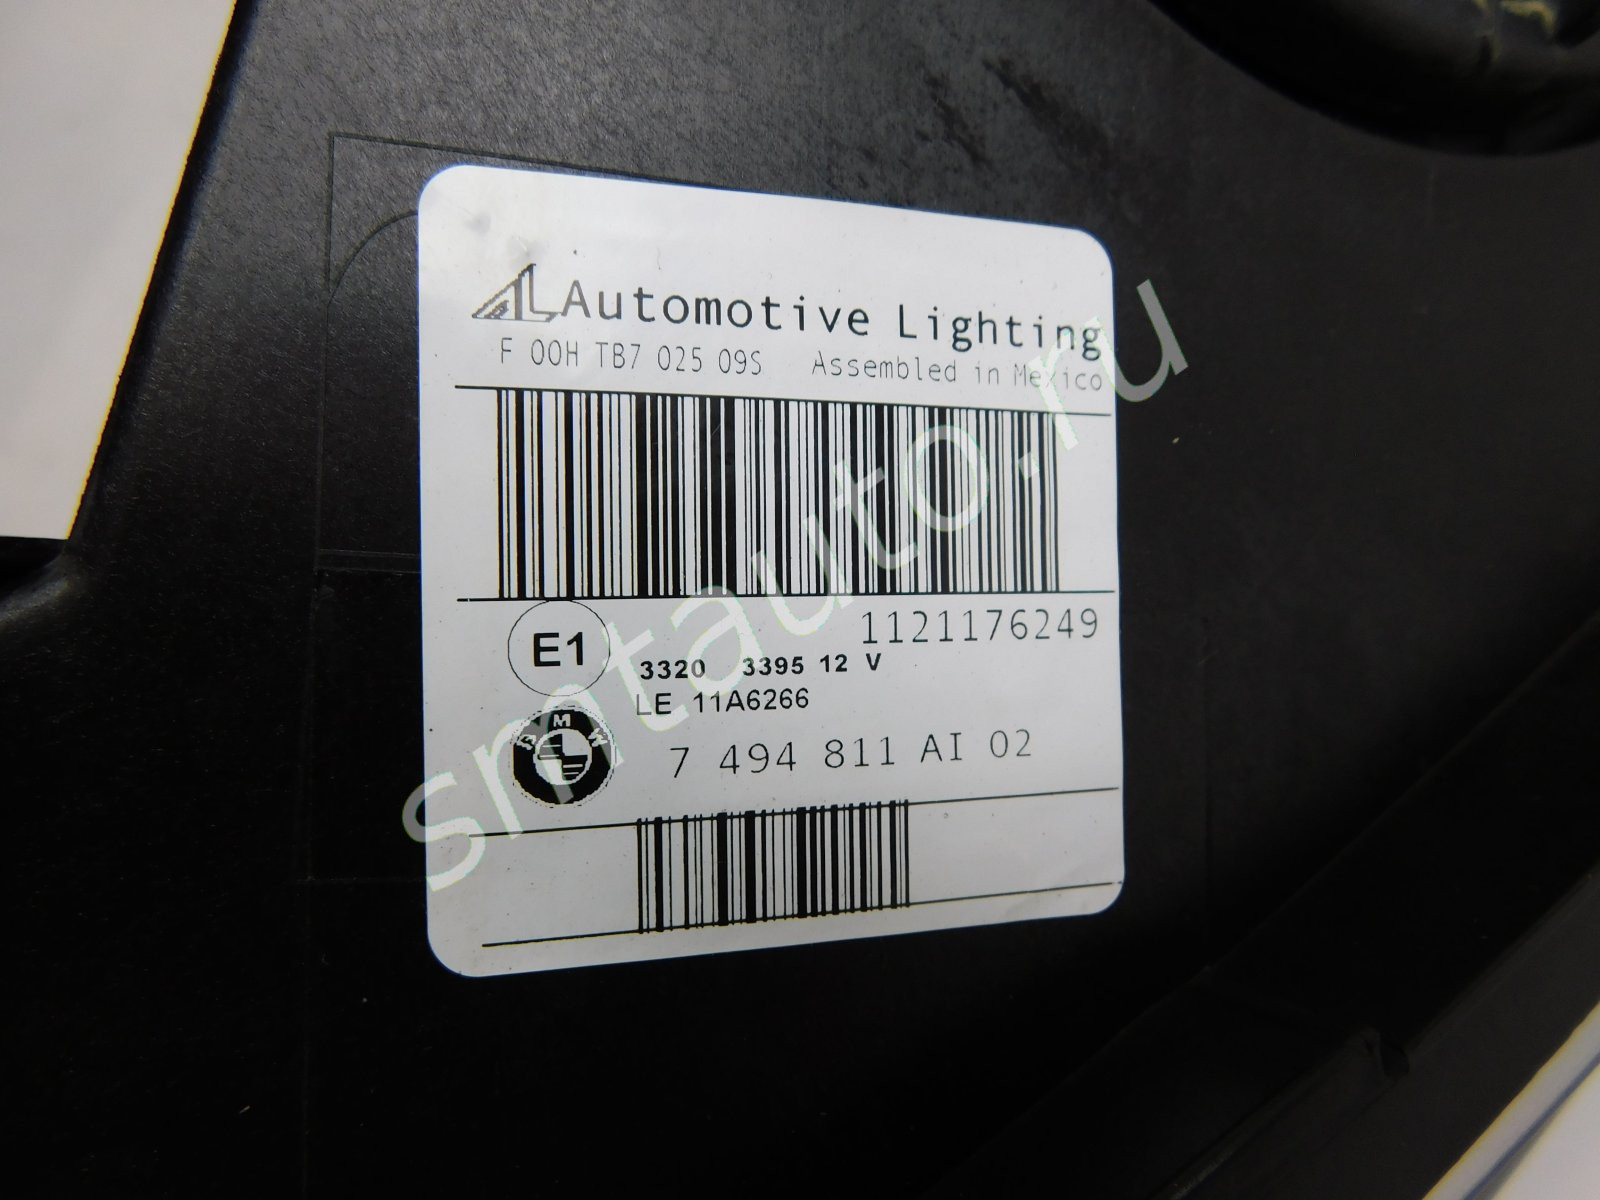 AL Automotive Lighting
F 00H TB7 025 09S Assembled in Mexico
1121176249
E1
3320 3395 12 V
LE 11A6266
BMW
7 494 811 AI 02
smtauto.ru